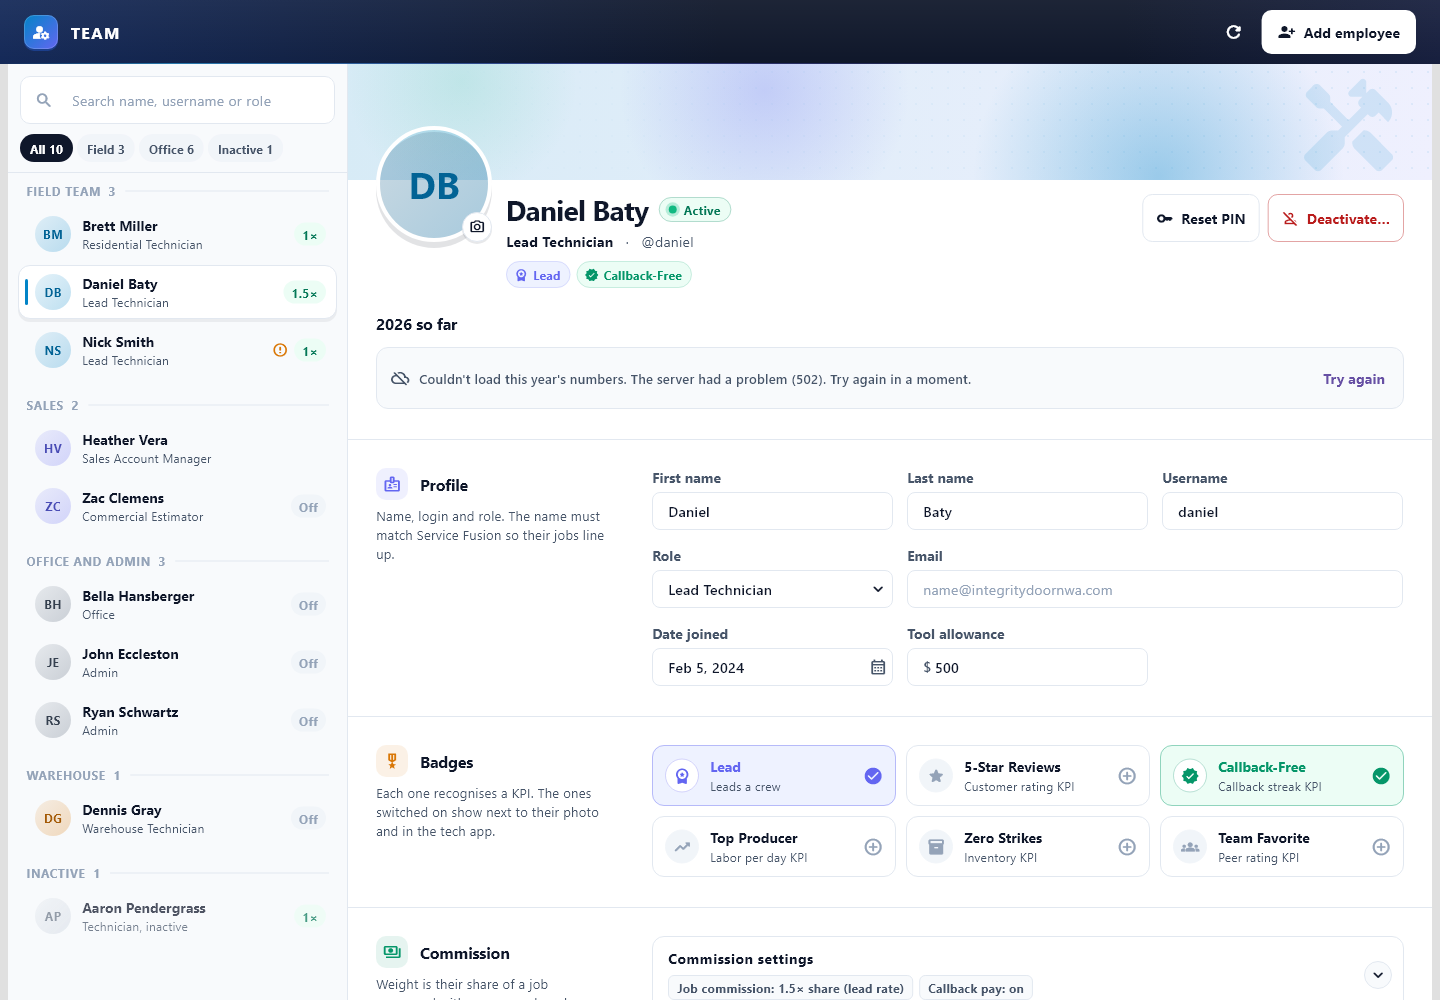 TEAM
Add employee
Search name, username or role
All 10
Field 3
Office 6
Inactive 1
FIELD TEAM 3
BM
Brett Miller
Residential Technician
1×
DB
Daniel Baty
Lead Technician
1.5×
NS
Nick Smith
Lead Technician
1×
SALES 2
HV
Heather Vera
Sales Account Manager
ZC
Zac Clemens
Commercial Estimator
Off
OFFICE AND ADMIN 3
BH
Bella Hansberger
Office
Off
JE
John Eccleston
Admin
Off
RS
Ryan Schwartz
Admin
Off
WAREHOUSE 1
DG
Dennis Gray
Warehouse Technician
Off
INACTIVE 1
AP
Aaron Pendergrass
Technician, inactive
1×
DB
Daniel Baty
Active
Lead Technician · @daniel
Lead
Callback-Free
Reset PIN
Deactivate...
2026 so far
Couldn't load this year's numbers. The server had a problem (502). Try again in a moment.
Try again
Profile
Name, login and role. The name must
match Service Fusion so their jobs line
up.
First name
Daniel
Last name
Baty
Username
daniel
Role
Lead Technician
Email
name@integritydoornwa.com
Date joined
Feb 5, 2024
Tool allowance
$ 500
Badges
Each one recognises a KPI. The ones
switched on show next to their photo
and in the tech app.
Lead
Leads a crew
5-Star Reviews
Customer rating KPI
Callback-Free
Callback streak KPI
Top Producer
Labor per day KPI
Zero Strikes
Inventory KPI
Team Favorite
Peer rating KPI
Commission
Weight is their share of a job
Commission settings
Job commission: 1.5× share (lead rate)
Callback pay: on